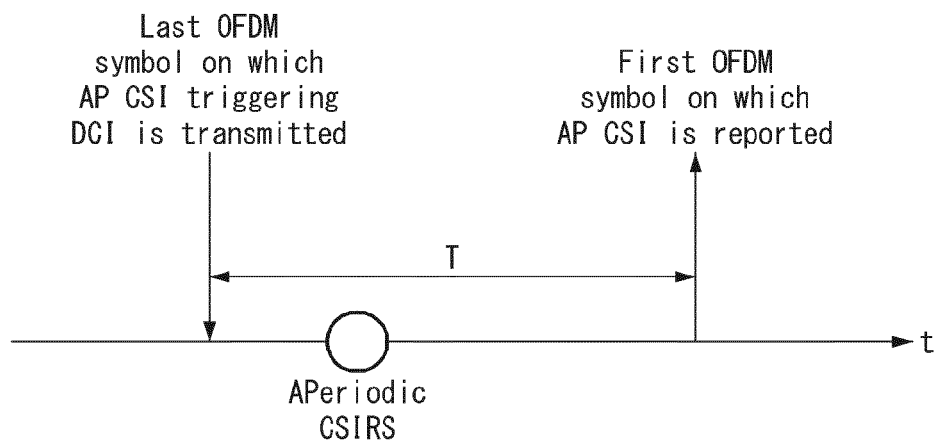 Last OFDM
symbol on which
AP CSI triggering
DCI is transmitted
First OFDM
symbol on which
AP CSI is reported
T
t
APeriodic
CSIRS